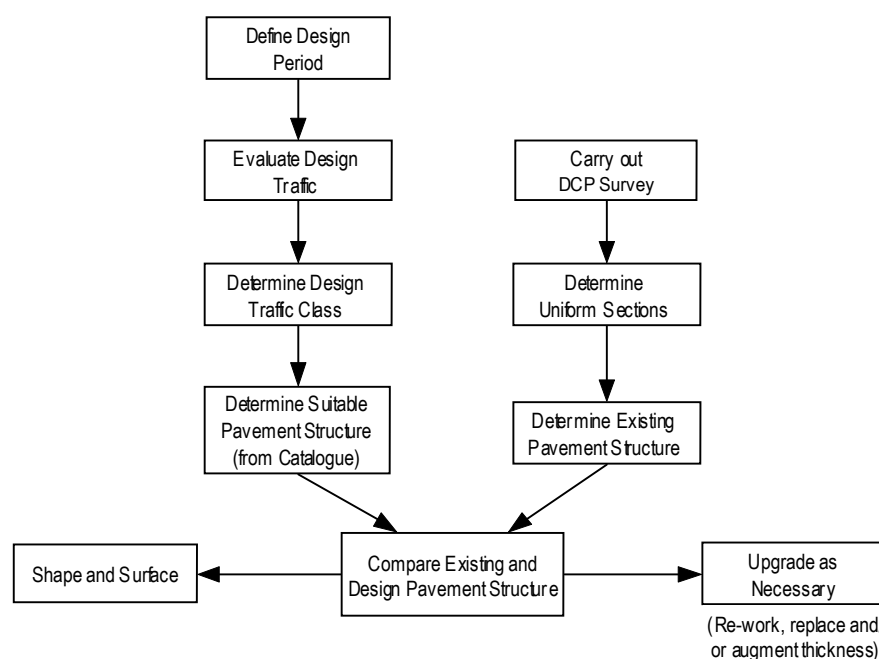 Define Design
Period
Evaluate Design
Traffic
Carry out
DCP Survey
Determine Design
Traffic Class
Determine
Uniform Sections
Determine Suitable
Pavement Structure
(from Catalogue)
Determine Existing
Pavement Structure
Shape and Surface
Compare Existing and
Design Pavement Structure
Upgrade as
Necessary
(Re-work, replace and/
or augment thickness)